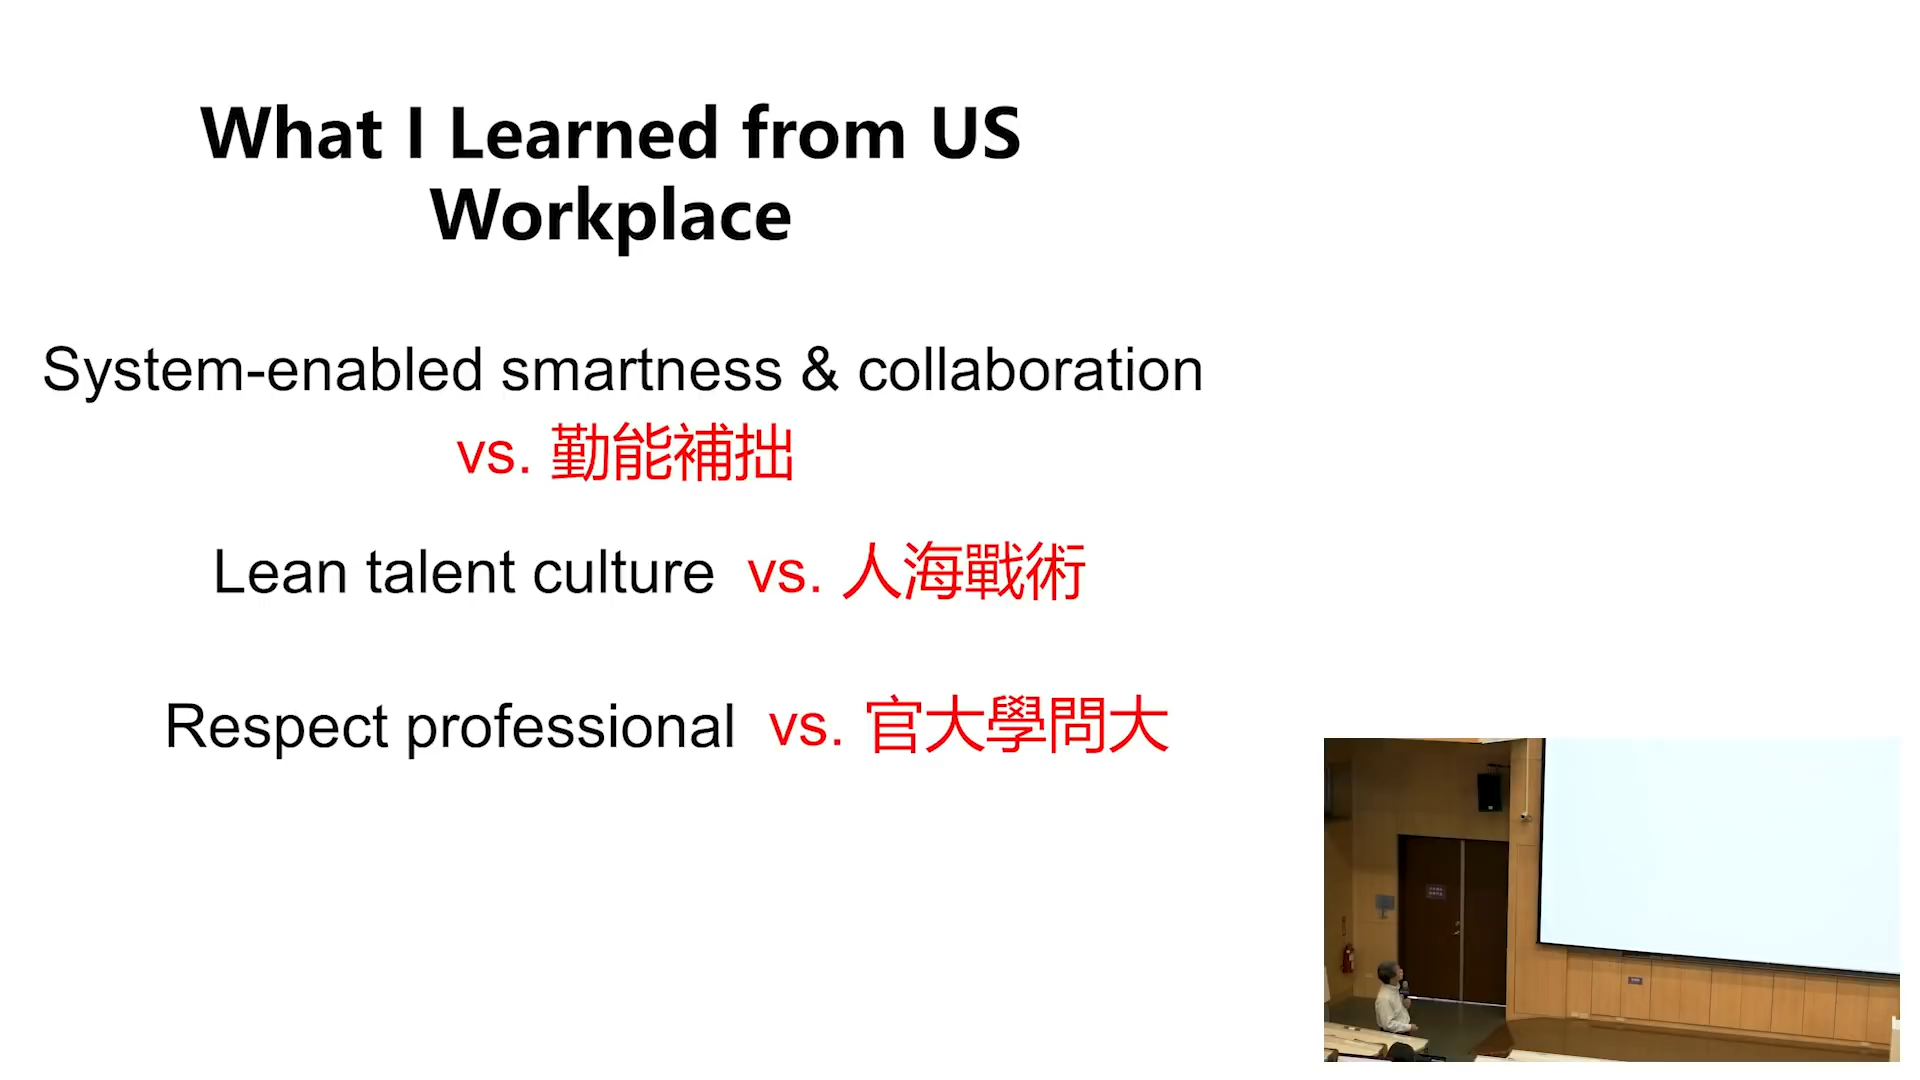 What I Learned from US
Workplace
System-enabled smartness & collaboration
vs. 勤能補拙
Lean talent culture vs. 人海戰術
Respect professional vs. 官大學問大